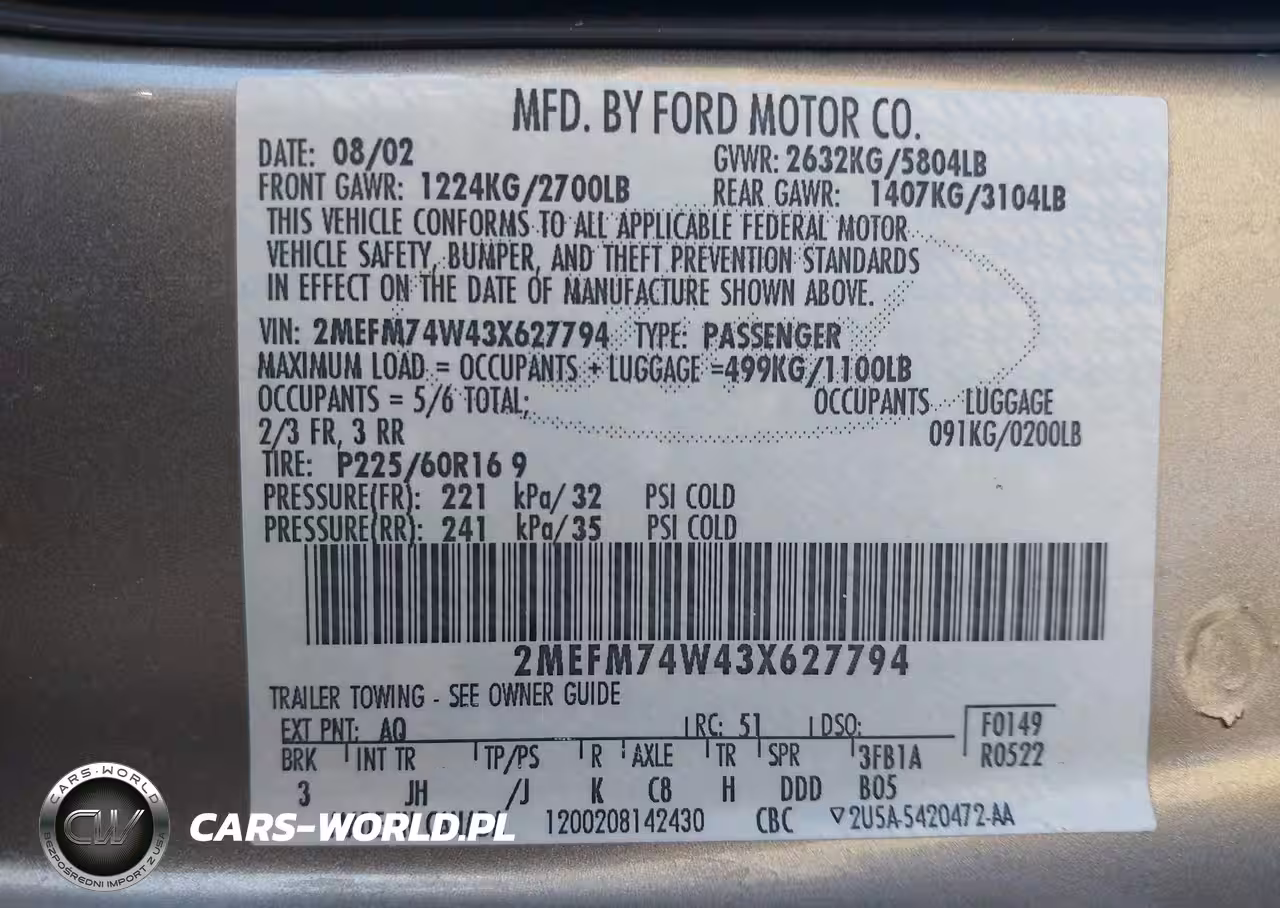 MFD. BY FORD MOTOR CO.
DATE: 08/02 GVWR: 2632KG/5804LB
FRONT GAWR: 1224KG/2700LB REAR GAWR: 1407KG/3104LB
THIS VEHICLE CONFORMS TO ALL APPLICABLE FEDERAL MOTOR
VEHICLE SAFETY, BUMPER, AND THEFT PREVENTION STANDARDS
IN EFFECT ON THE DATE OF MANUFACTURE SHOWN ABOVE.
VIN: 2MEFM74W43X627794 TYPE: PASSENGER
MAXIMUM LOAD = OCCUPANTS + LUGGAGE =499KG/1100LB
OCCUPANTS = 5/6 TOTAL; OCCUPANTS LUGGAGE
2/3 FR, 3 RR 091KG/0200LB
TIRE: P225/60R16 9
PRESSURE(FR): 221 kPa/ 32 PSI COLD
PRESSURE(RR): 241 kPa/ 35 PSI COLD
2MEFM74W43X627794
TRAILER TOWING - SEE OWNER GUIDE
EXT PNT: AQ RC: 51 DSO: F0149
BRK INT TR TP/PS R AXLE TR SPR 3FB1A R0522
3 JH /J K C8 H DDD B05
1200208142430 CBC ▽2U5A-5420472-AA
CARS-WORLD
CW
BEZPOŚREDNI IMPORT Z USA
CARS-WORLD.PL